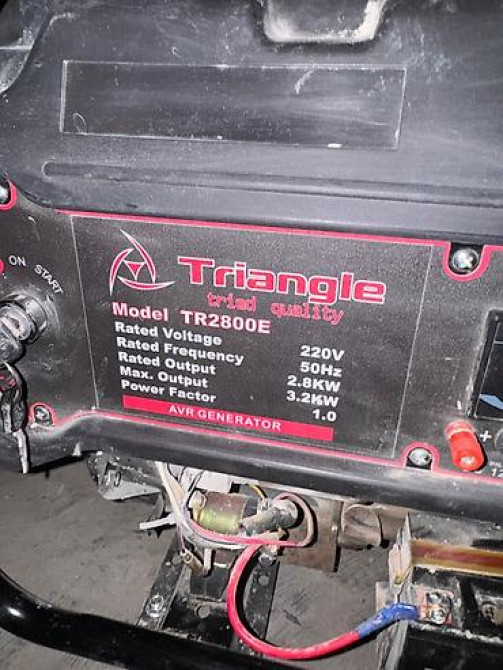 ON START
Triangle
tried quality
Model TR2800E
Rated Voltage 220V
Rated Frequency 50Hz
Rated Output 2.8KW
Max. Output 3.2KW
Power Factor 1.0
AVR GENERATOR
+